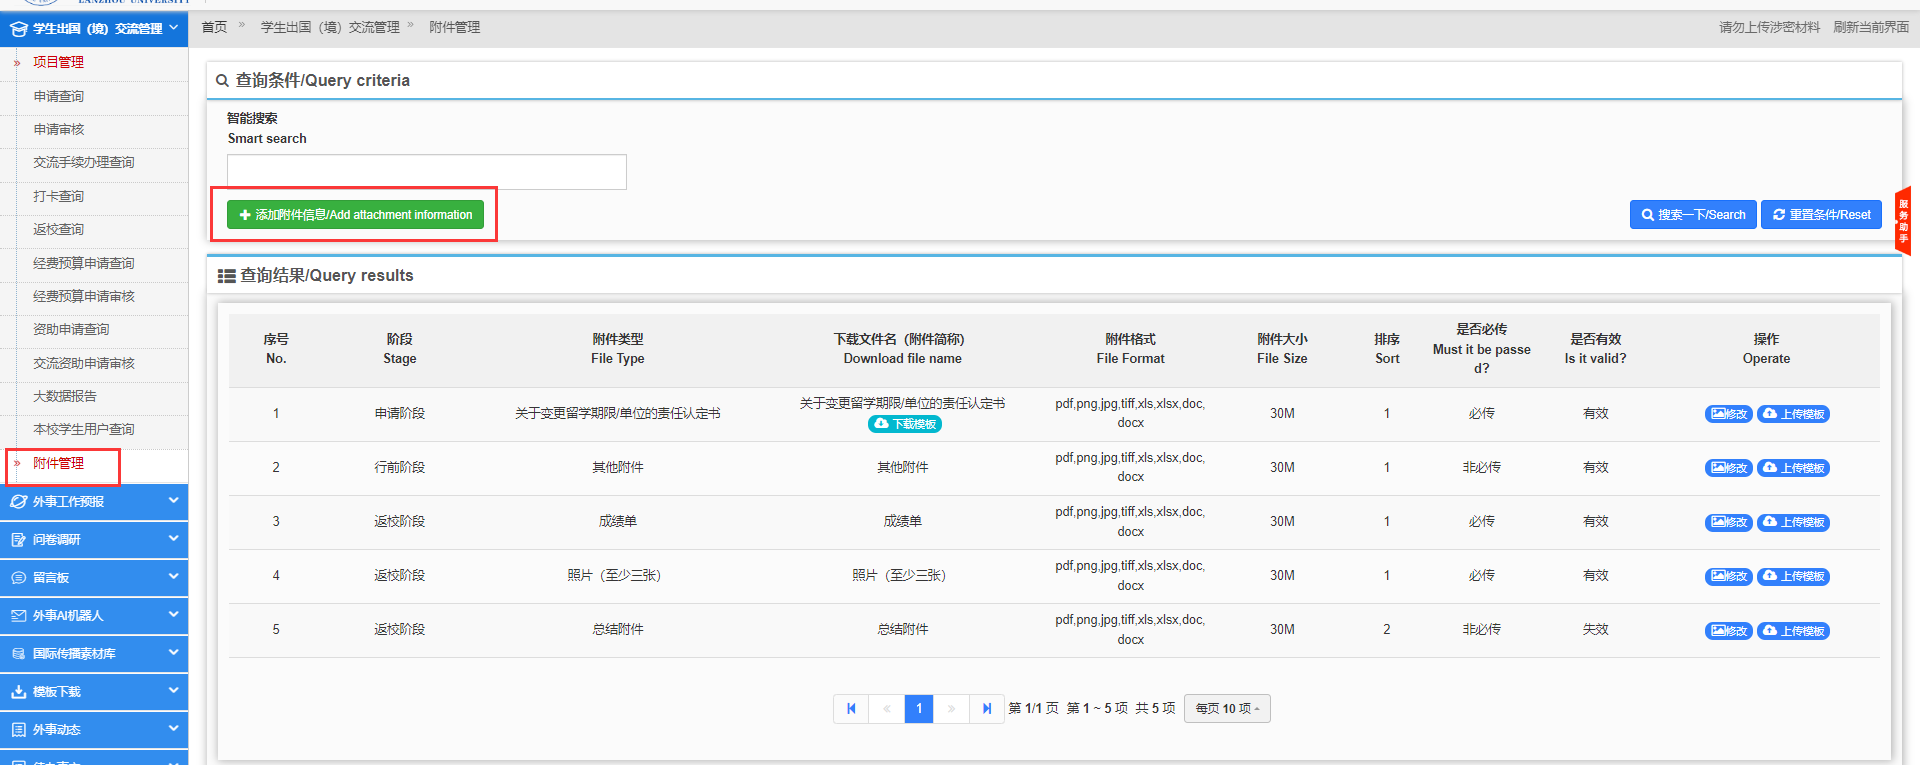 LANZHOU UNIVERSITY
学生出国（境）交流管理
首页 » 学生出国（境）交流管理 » 附件管理
请勿上传涉密材料 刷新当前界面
» 项目管理
申请查询
申请审核
交流手续办理查询
打卡查询
返校查询
经费预算申请查询
经费预算申请审核
资助申请查询
交流资助申请审核
大数据报告
本校学生用户查询
» 附件管理
外事工作预报
问卷调研
留言板
外事AI机器人
国际传播素材库
模板下载
外事动态
查询条件/Query criteria
智能搜索
Smart search
添加附件信息/Add attachment information
搜索一下/Search
重置条件/Reset
服务助手
查询结果/Query results
序号 阶段 附件类型 下载文件名（附件简称） 附件格式 附件大小 排序 是否必传 是否有效 操作
No. Stage File Type Download file name File Format File Size Sort Must it be passe Is it valid? Operate
d?
1 申请阶段 关于变更留学期限/单位的责任认定书 关于变更留学期限/单位的责任认定书 pdf,png,jpg,tiff,xls,xlsx,doc, 30M 1 必传 有效 修改 上传模板
下载模板 docx
2 行前阶段 其他附件 其他附件 pdf,png,jpg,tiff,xls,xlsx,doc, 30M 1 非必传 有效 修改 上传模板
docx
3 返校阶段 成绩单 成绩单 pdf,png,jpg,tiff,xls,xlsx,doc, 30M 1 必传 有效 修改 上传模板
docx
4 返校阶段 照片（至少三张） 照片（至少三张） pdf,png,jpg,tiff,xls,xlsx,doc, 30M 1 必传 有效 修改 上传模板
docx
5 返校阶段 总结附件 总结附件 pdf,png,jpg,tiff,xls,xlsx,doc, 30M 2 非必传 失效 修改 上传模板
docx
« 1 » 第 1/1 页 第 1 ~ 5 项 共 5 项 每页 10 项